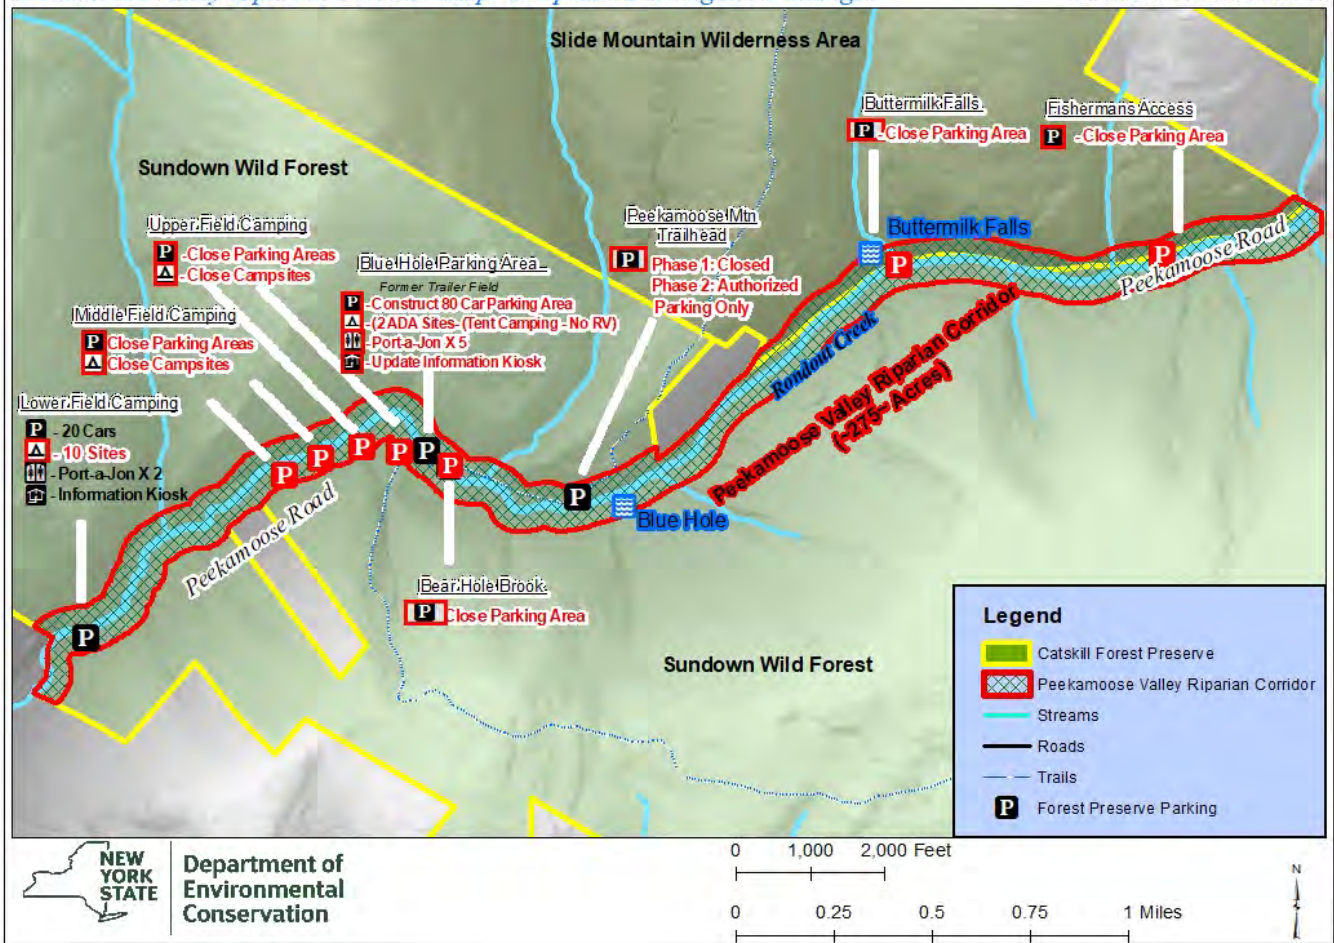 Slide Mountain Wilderness Area
Buttermilk Falls
P -Close Parking Area
Fishermans Access
P -Close Parking Area
Sundown Wild Forest
Upper Field Camping
P -Close Parking Areas
-Close Campsites
Peekamoose Mtn
Trailhead
P Phase 1: Closed
Phase 2: Authorized
Parking Only
Blue Hole Parking Area
Former Trailer Field
P -Construct 80 Car Parking Area
-(2 ADA Sites- (Tent Camping - No RV)
-Port-a-Jon X 5
-Update Information Kiosk
Middle Field Camping
P Close Parking Areas
Close Campsites
Lower Field Camping
P - 20 Cars
- 10 Sites
- Port-a-Jon X 2
- Information Kiosk
Buttermilk Falls
P
P
Peekamoose Road
Rondout Creek
Peekamoose Valley Riparian Corridor
(~275~ Acres)
P
P
P
P
P
P
P
Blue Hole
Peekamoose Road
P
Bear Hole Brook
P Close Parking Area
Sundown Wild Forest
Legend
Catskill Forest Preserve
Peekamoose Valley Riparian Corridor
Streams
Roads
Trails
P Forest Preserve Parking
NEW
YORK
STATE
Department of
Environmental
Conservation
0 1,000 2,000 Feet
0 0.25 0.5 0.75 1 Miles
N